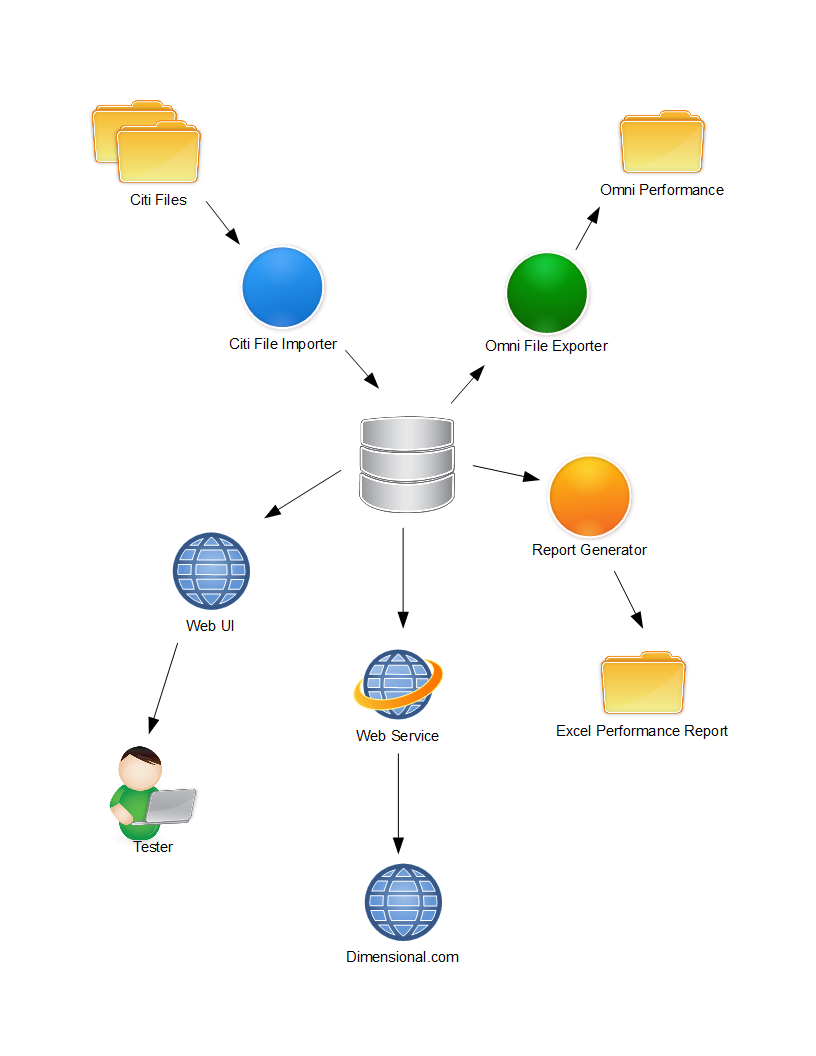 Citi Files
Omni Performance
Citi File Importer
Omni File Exporter
Report Generator
Web UI
Excel Performance Report
Web Service
Tester
Dimensional.com